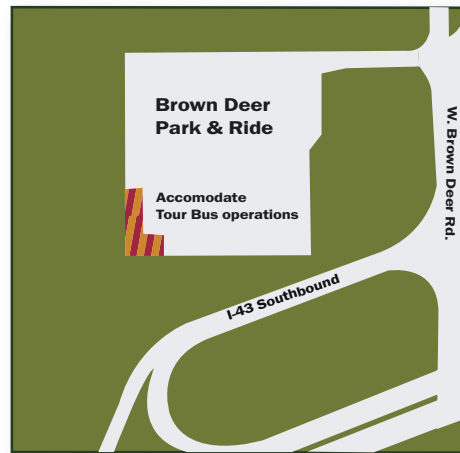 Brown Deer
Park & Ride
W. Brown Deer Rd.
Accomodate
Tour Bus operations
I-43 Southbound